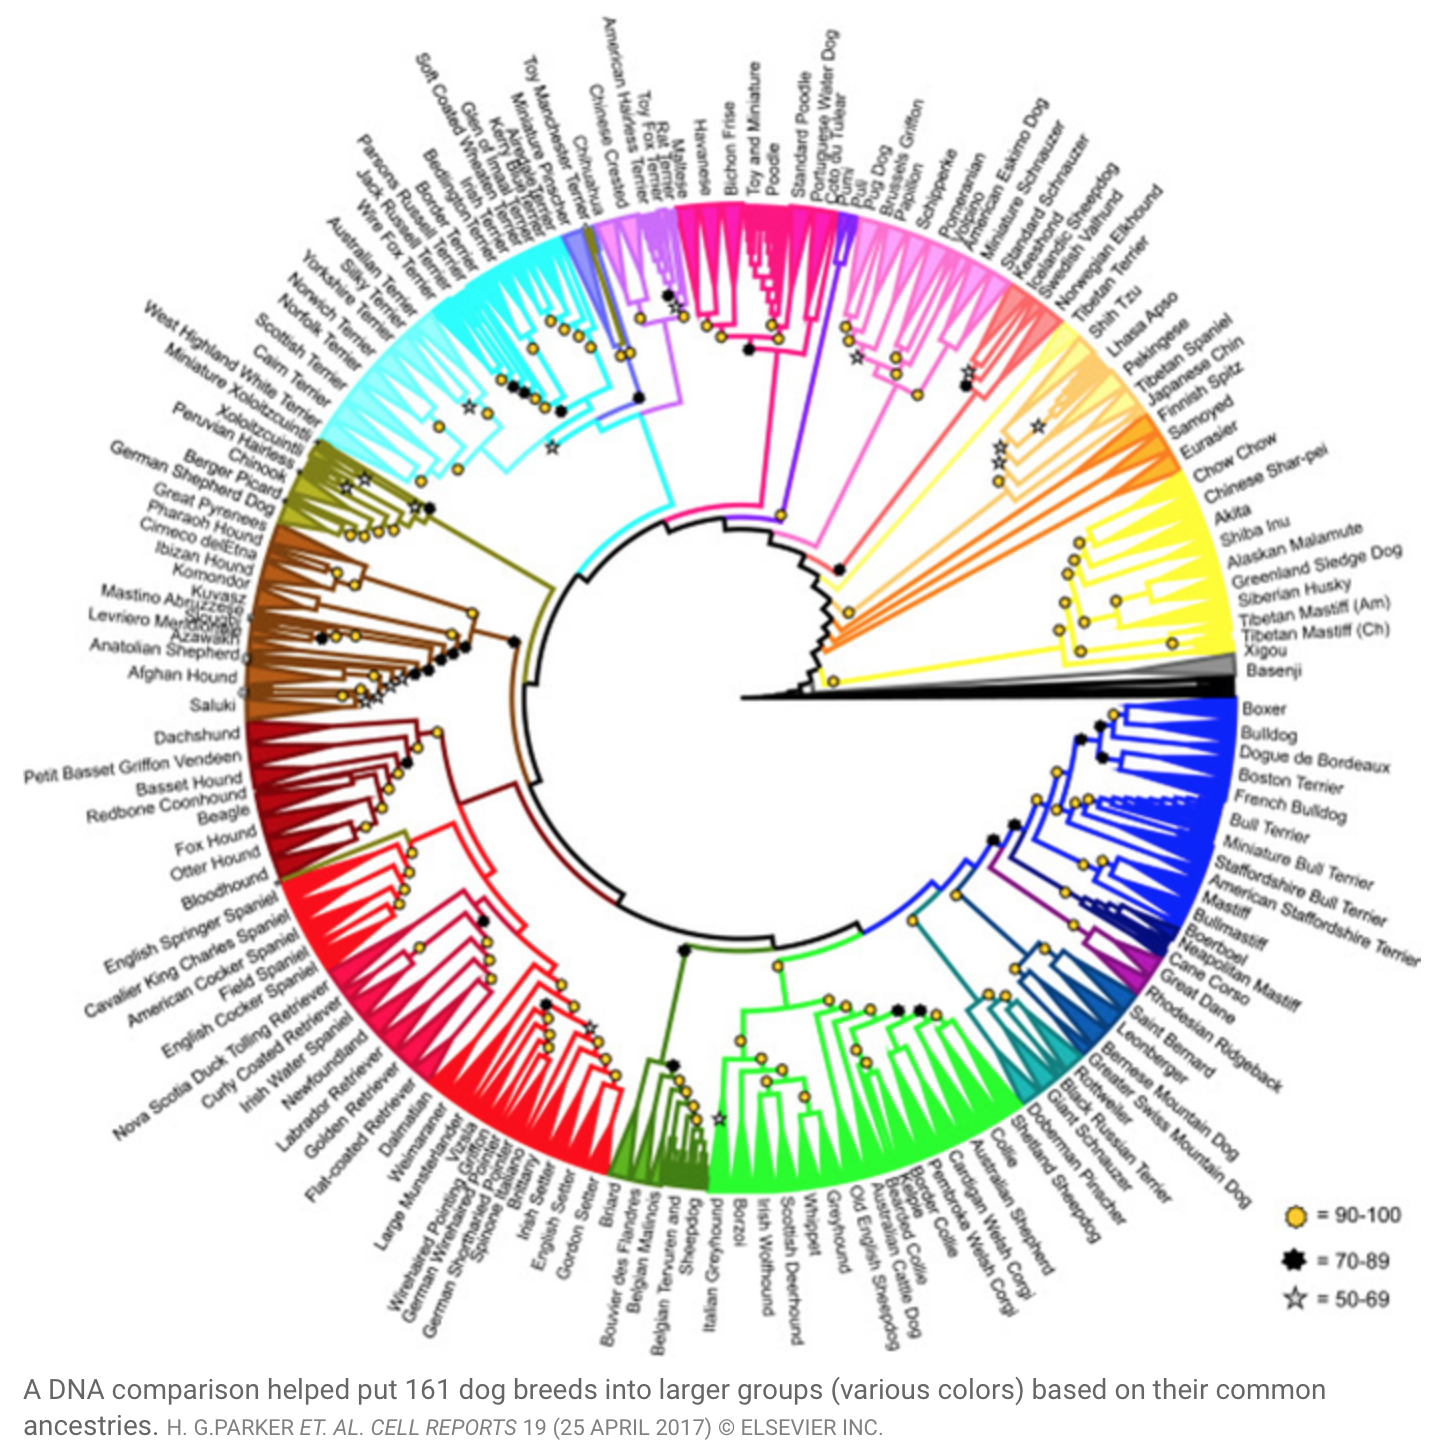 Maltese
Havanese
Bichon Frise
Toy and Miniature
Poodle
Standard Poodle
Portuguese Water Dog
Coto du Tulear
Pumi
Puli
Pug Dog
Brussels Griffon
Papillon
Schipperke
Pomeranian
Volpino
American Eskimo Dog
Miniature Schnauzer
Standard Schnauzer
Keeshond
Icelandic Sheepdog
Swedish Vallhund
Norwegian Elkhound
Tibetan Terrier
Shih Tzu
Lhasa Apso
Pekingese
Tibetan Spaniel
Japanese Chin
Finnish Spitz
Samoyed
Eurasier
Chow Chow
Chinese Shar-pei
Akita
Shiba Inu
Alaskan Malamute
Greenland Sledge Dog
Siberian Husky
Tibetan Mastiff (Am)
Tibetan Mastiff (Ch)
Xigou
Basenji
Boxer
Bulldog
Dogue de Bordeaux
Boston Terrier
French Bulldog
Bull Terrier
Miniature Bull Terrier
Staffordshire Bull Terrier
American Staffordshire Terrier
Mastiff
Bullmastiff
Boerboel
Neapolitan Mastiff
Cane Corso
Great Dane
Rhodesian Ridgeback
Saint Bernard
Leonberger
Bernese Mountain Dog
Greater Swiss Mountain Dog
Rottweiler
Black Russian Terrier
Giant Schnauzer
Doberman Pinscher
Shetland Sheepdog
Collie
Australian Shepherd
Cardigan Welsh Corgi
Pembroke Welsh Corgi
Border Collie
Kelpie
Bearded Collie
Australian Cattle Dog
Old English Sheepdog
Greyhound
Whippet
Scottish Deerhound
Irish Wolfhound
Borzoi
Italian Greyhound
Belgian Tervuren and
Sheepdog
Belgian Malinois
Bouvier des Flandres
Briard
Gordon Setter
English Setter
Irish Setter
Brittany
Spinone Italiano
German Shorthaired Pointer
German Wirehaired Pointer
Wirehaired Pointing Griffon
Vizsla
Large Munsterlander
Weimaraner
Dalmatian
Flat-coated Retriever
Golden Retriever
Labrador Retriever
Newfoundland
Irish Water Spaniel
Curly Coated Retriever
Nova Scotia Duck Tolling Retriever
English Cocker Spaniel
Field Spaniel
American Cocker Spaniel
Cavalier King Charles Spaniel
English Springer Spaniel
Bloodhound
Otter Hound
Fox Hound
Beagle
Redbone Coonhound
Basset Hound
Petit Basset Griffon Vendeen
Dachshund
Saluki
Afghan Hound
Anatolian Shepherd
Azawakh
Levriero Meridionale
Sloughi
Mastino Abruzzese
Kuvasz
Komondor
Ibizan Hound
Cirneco delEtna
Pharaoh Hound
Great Pyrenees
German Shepherd Dog
Berger Picard
Chinook
Peruvian Hairless
Xoloitzcuintli
Miniature Xoloitzuintli
West Highland White Terrier
Cairn Terrier
Scottish Terrier
Norfolk Terrier
Norwich Terrier
Yorkshire Terrier
Silky Terrier
Australian Terrier
Wire Fox Terrier
Jack Russell Terrier
Parsons Russell Terrier
Border Terrier
Bedlington Terrier
Irish Terrier
Soft Coated Wheaten Terrier
Glen of Imaal Terrier
Kerry Blue Terrier
Airedale Terrier
Miniature Pinscher
Toy Manchester Terrier
Chihuahua
Chinese Crested
American Hairless Terrier
Toy Fox Terrier
Rat Terrier
= 90-100
= 70-89
= 50-69
A DNA comparison helped put 161 dog breeds into larger groups (various colors) based on their common
ancestries. H. G.PARKER ET. AL. CELL REPORTS 19 (25 APRIL 2017) © ELSEVIER INC.